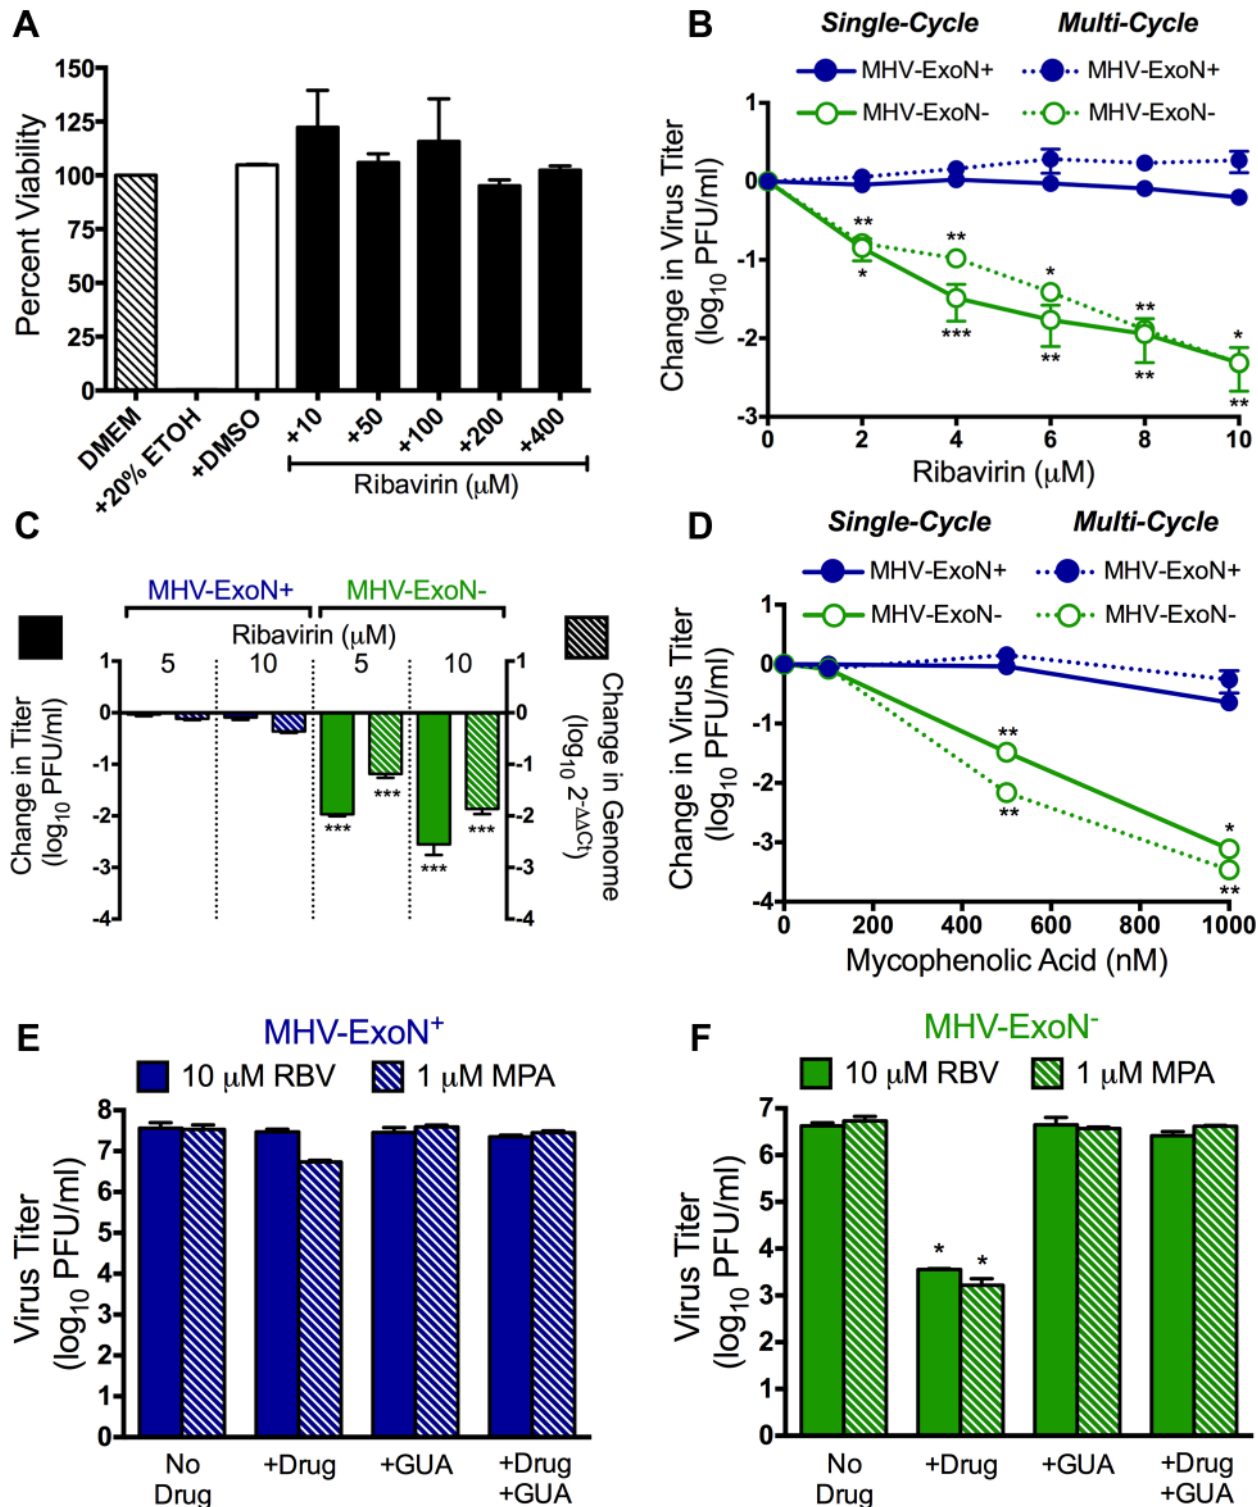 A
Percent Viability
150
125
100
75
50
25
0
DMEM
+20% ETOH
+DMSO
+10
+50
+100
+200
+400
Ribavirin (μM)
B
Single-Cycle
Multi-Cycle
MHV-ExoN+
MHV-ExoN+
MHV-ExoN-
MHV-ExoN-
Change in Virus Titer
(log10 PFU/ml)
1
0
-1
-2
-3
**
*
**
***
*
**
**
**
*
**
0 2 4 6 8 10
Ribavirin (μM)
C
MHV-ExoN+
MHV-ExoN-
Ribavirin (μM)
5 10 5 10
Change in Titer
(log10 PFU/ml)
1
0
-1
-2
-3
-4
***
***
***
***
1
0
-1
-2
-3
-4
Change in Genome
(log10 2-ΔΔCt)
D
Single-Cycle
Multi-Cycle
MHV-ExoN+
MHV-ExoN+
MHV-ExoN-
MHV-ExoN-
Change in Virus Titer
(log10 PFU/ml)
1
0
-1
-2
-3
-4
**
**
*
**
0 200 400 600 800 1000
Mycophenolic Acid (nM)
E
MHV-ExoN+
10 μM RBV
1 μM MPA
Virus Titer
(log10 PFU/ml)
8
7
6
5
4
3
2
1
0
No
Drug
+Drug
+GUA
+Drug
+GUA
F
MHV-ExoN-
10 μM RBV
1 μM MPA
Virus Titer
(log10 PFU/ml)
7
6
5
4
3
2
1
0
*
*
No
Drug
+Drug
+GUA
+Drug
+GUA